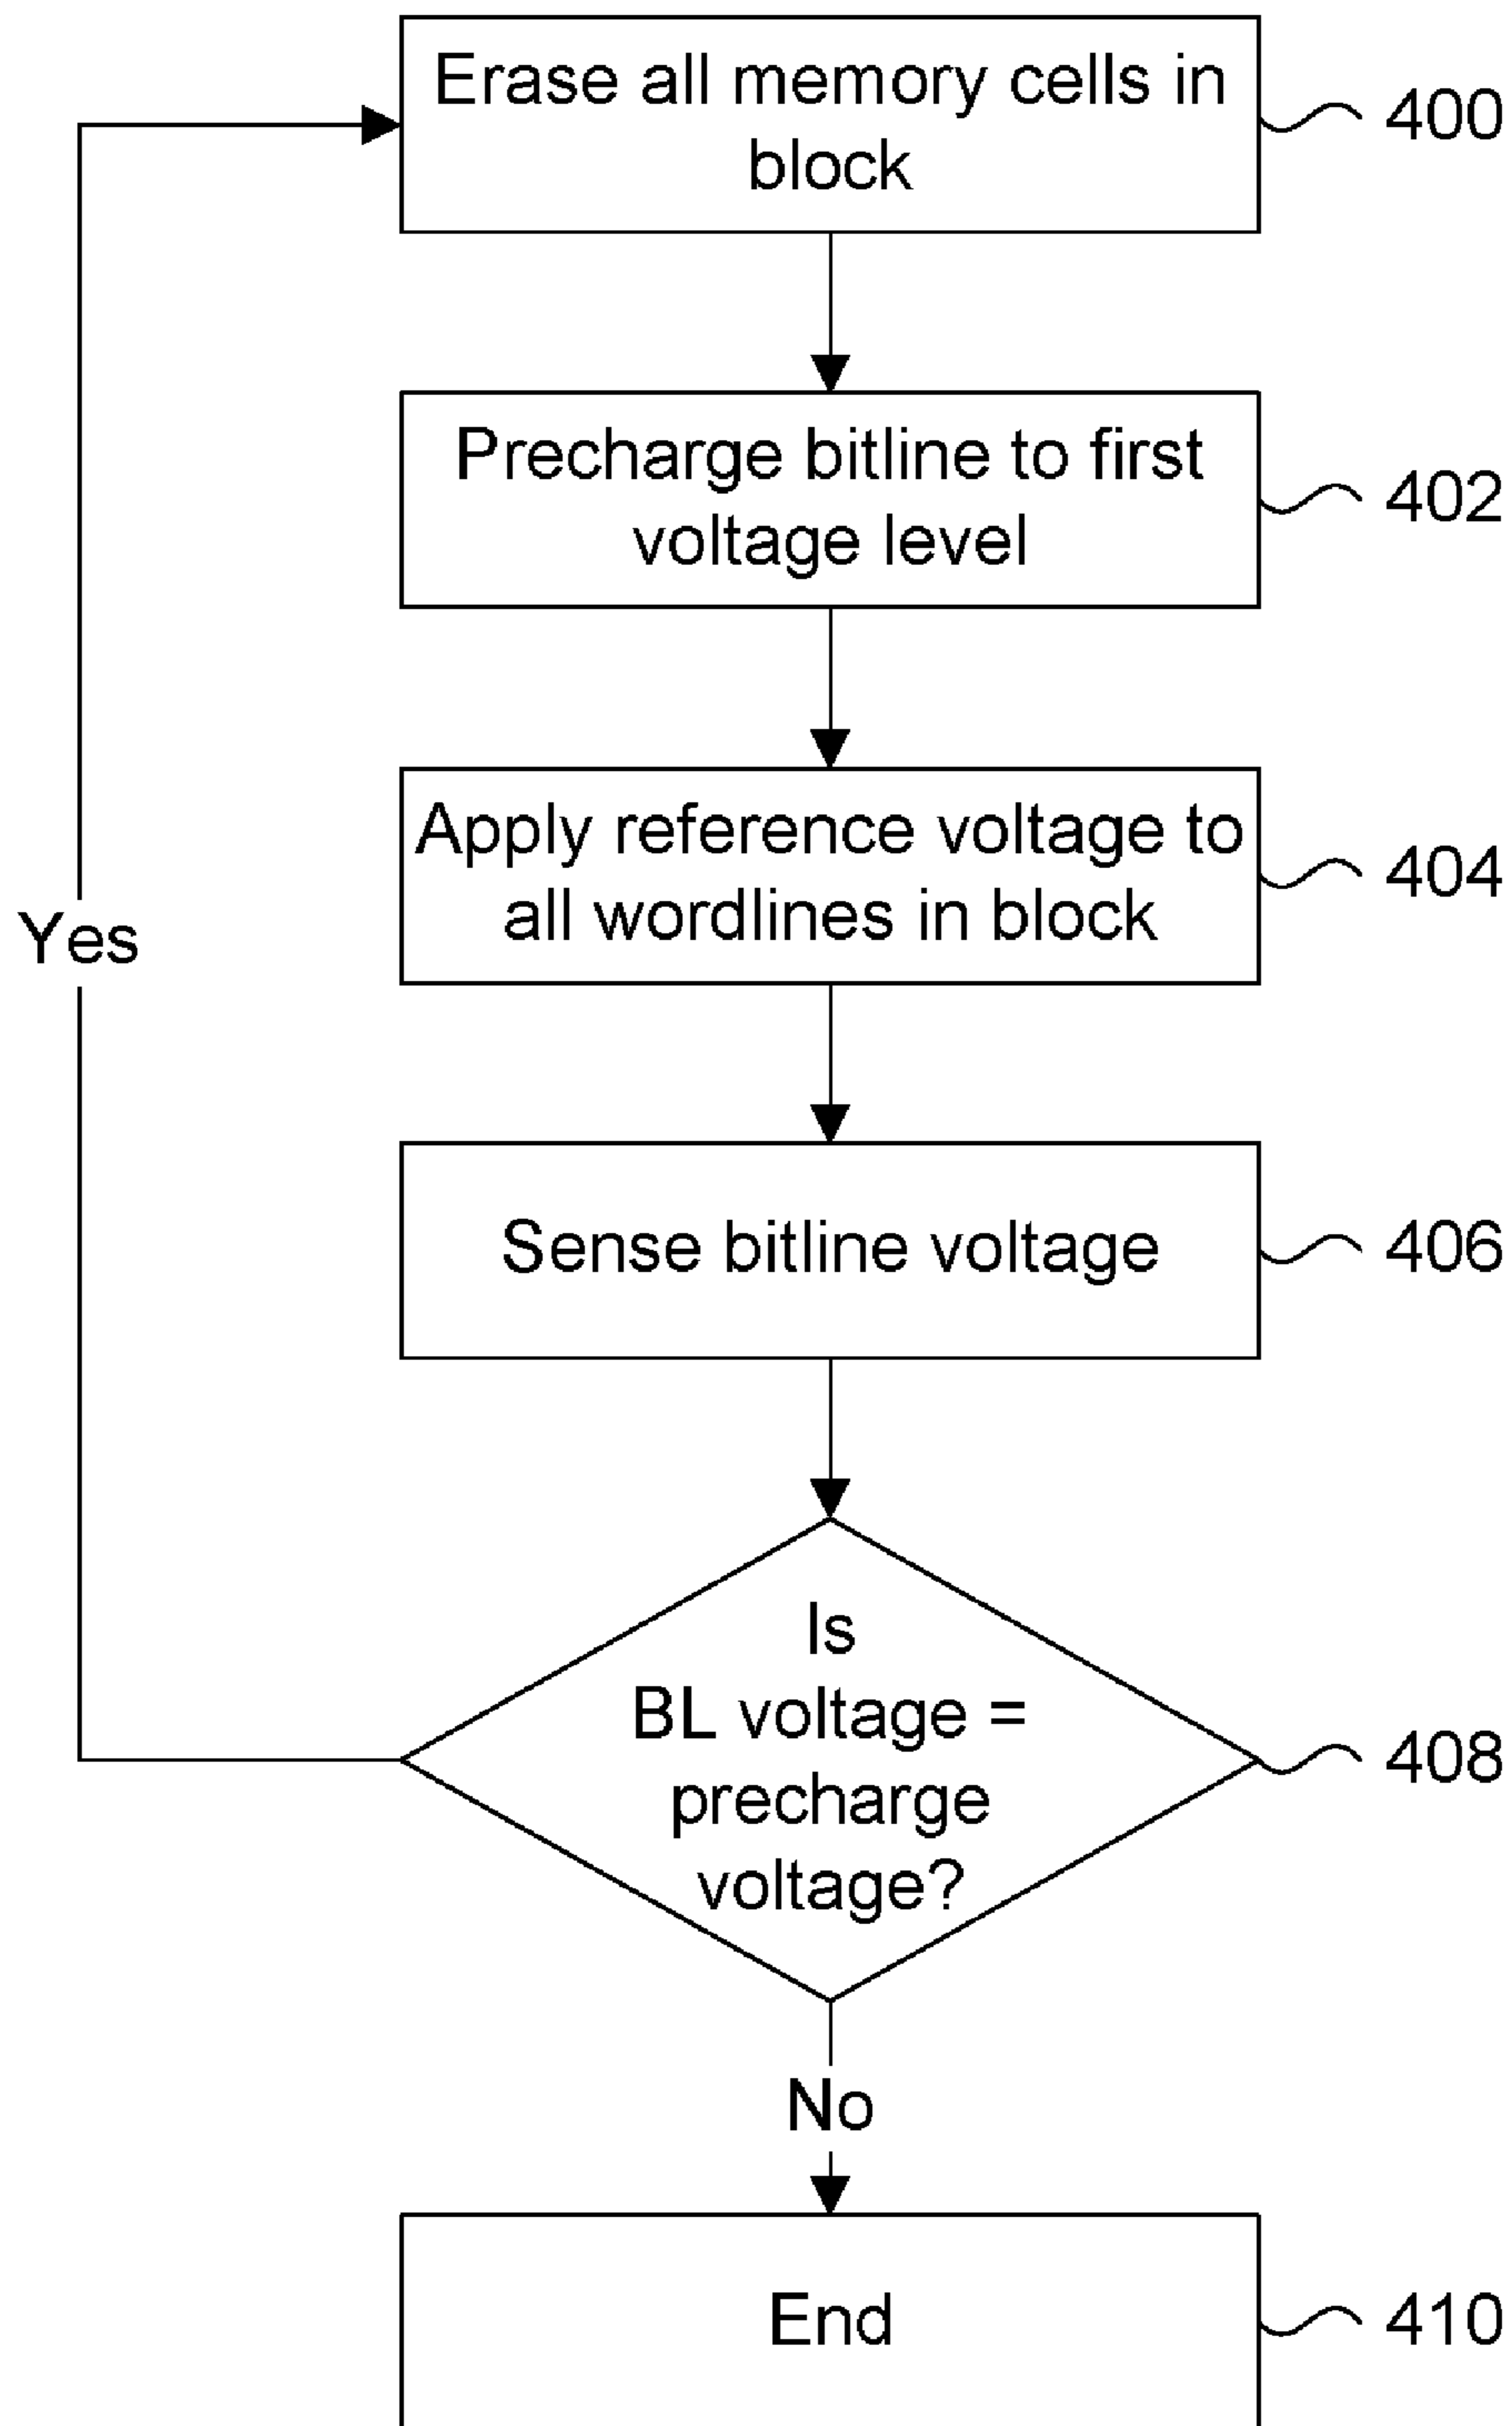 Erase all memory cells in
block
400
Precharge bitline to first
voltage level
402
Apply reference voltage to
all wordlines in block
404
Yes
Sense bitline voltage
406
Is
BL voltage =
precharge
voltage?
408
No
End
410